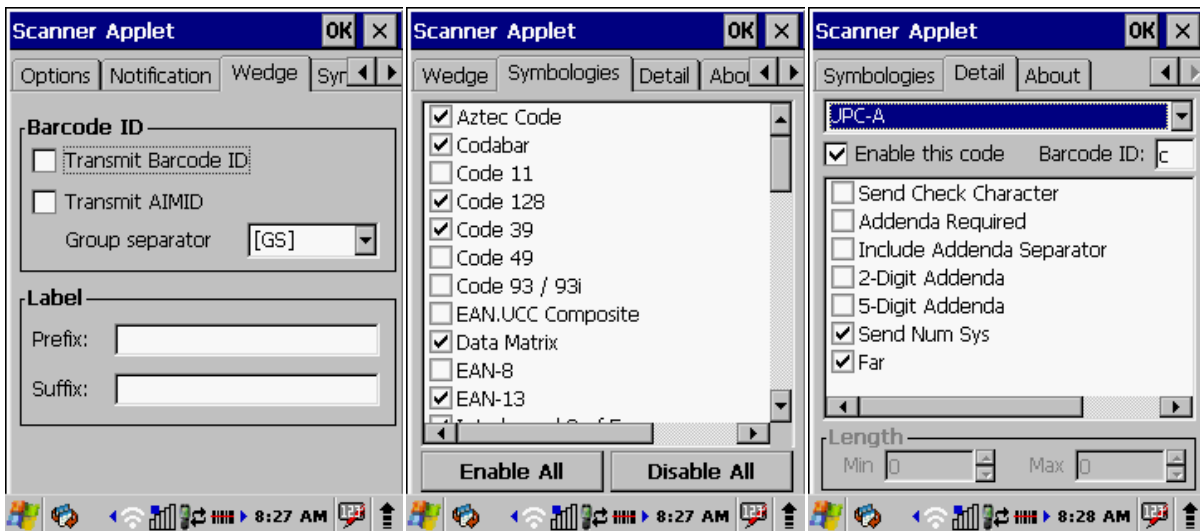 Scanner Applet OK ×
Options Notification Wedge Syr
Barcode ID
Transmit Barcode ID
Transmit AIMID
Group separator [GS]
Label
Prefix:
Suffix:
8:27 AM 123
Scanner Applet OK ×
Wedge Symbologies Detail Abou
Aztec Code
Codabar
Code 11
Code 128
Code 39
Code 49
Code 93 / 93i
EAN.UCC Composite
Data Matrix
EAN-8
EAN-13
Enable All Disable All
8:27 AM 123
Scanner Applet OK ×
Symbologies Detail About
UPC-A
Enable this code Barcode ID: c
Send Check Character
Addenda Required
Include Addenda Separator
2-Digit Addenda
5-Digit Addenda
Send Num Sys
Far
Length
Min 0 Max 0
8:28 AM 123